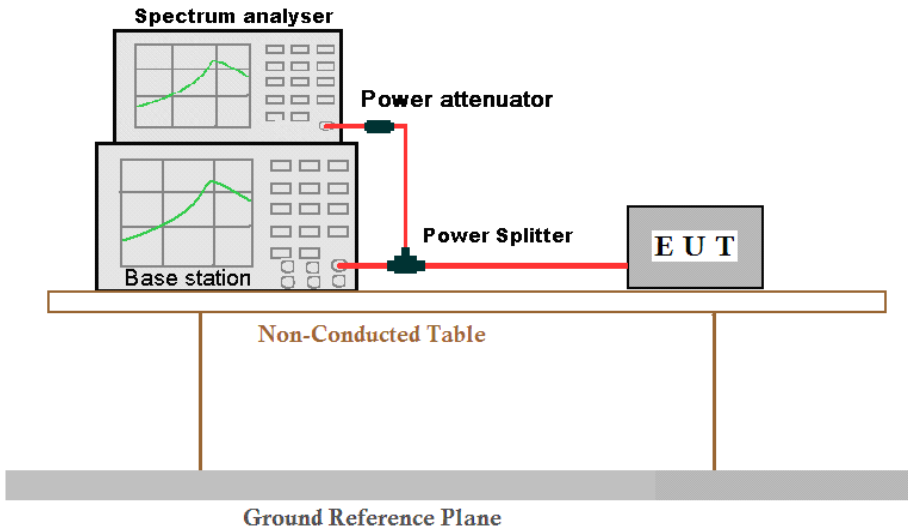 Spectrum analyser
Power attenuator
Power Splitter
E U T
Base station
Non-Conducted Table
Ground Reference Plane